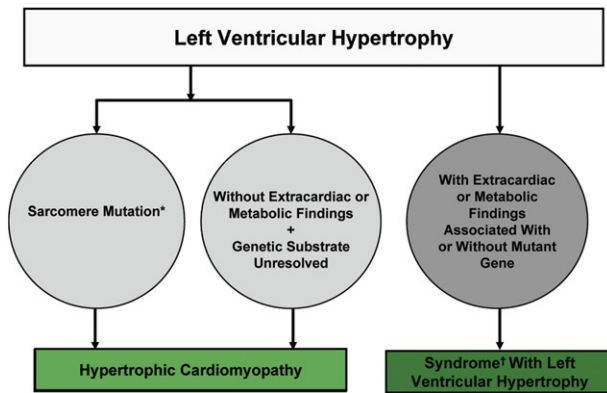 Left Ventricular Hypertrophy
Sarcomere Mutation*
Without Extracardiac or
Metabolic Findings
+
Genetic Substrate
Unresolved
With Extracardiac
or Metabolic
Findings
Associated With
or Without Mutant
Gene
Hypertrophic Cardiomyopathy
Syndrome† With Left
Ventricular Hypertrophy